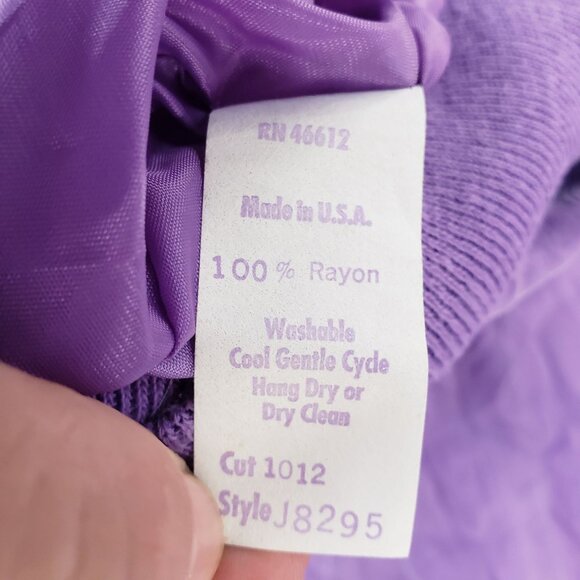 RN 46612
Made in U.S.A.
100 % Rayon
Washable
Cool Gentle Cycle
Hang Dry or
Dry Clean
Cut 1012
Style J8295